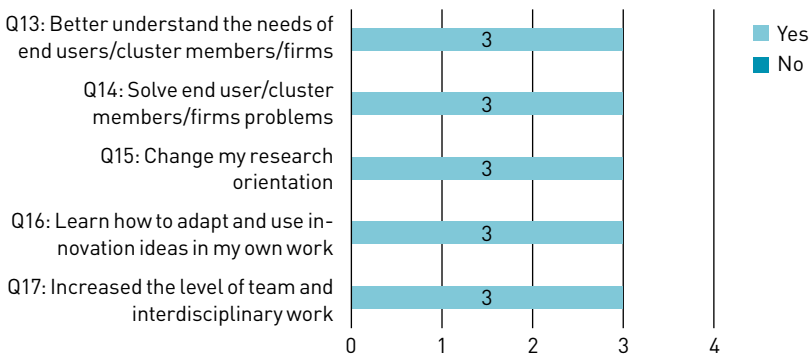 Q13: Better understand the needs of
end users/cluster members/firms
3
Q14: Solve end user/cluster
members/firms problems
3
Q15: Change my research
orientation
3
Q16: Learn how to adapt and use in-
novation ideas in my own work
3
Q17: Increased the level of team and
interdisciplinary work
3
0 1 2 3 4
Yes
No